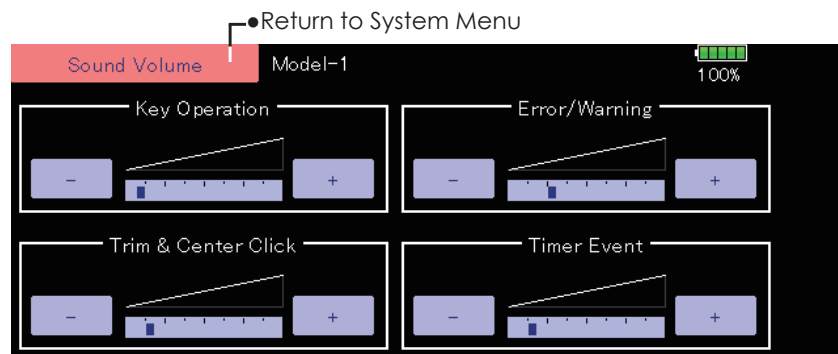 ●Return to System Menu
Sound Volume
Model-1
100%
Key Operation
Error/Warning
-
+
-
+
Trim & Center Click
Timer Event
-
+
-
+